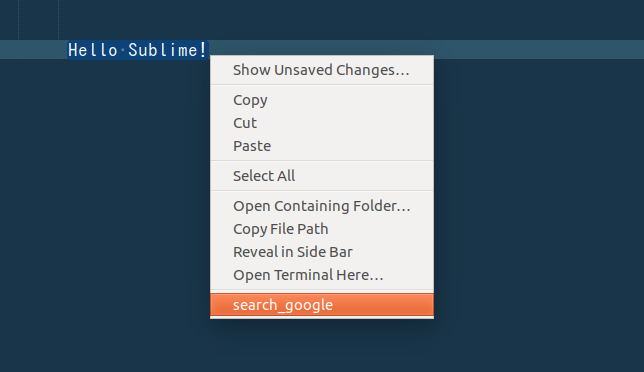 Hello Sublime!
Show Unsaved Changes…
Copy
Cut
Paste
Select All
Open Containing Folder…
Copy File Path
Reveal in Side Bar
Open Terminal Here…
search_google